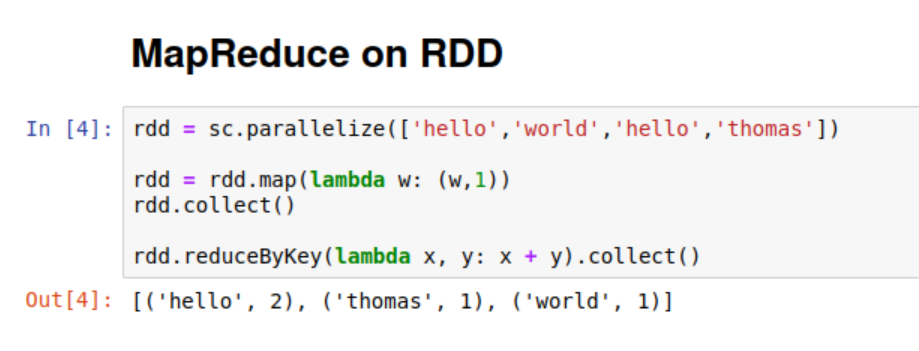 MapReduce on RDD
In [4]: rdd = sc.parallelize(['hello','world','hello','thomas'])
rdd = rdd.map(lambda w: (w,1))
rdd.collect()
rdd.reduceByKey(lambda x, y: x + y).collect()
Out[4]: [('hello', 2), ('thomas', 1), ('world', 1)]